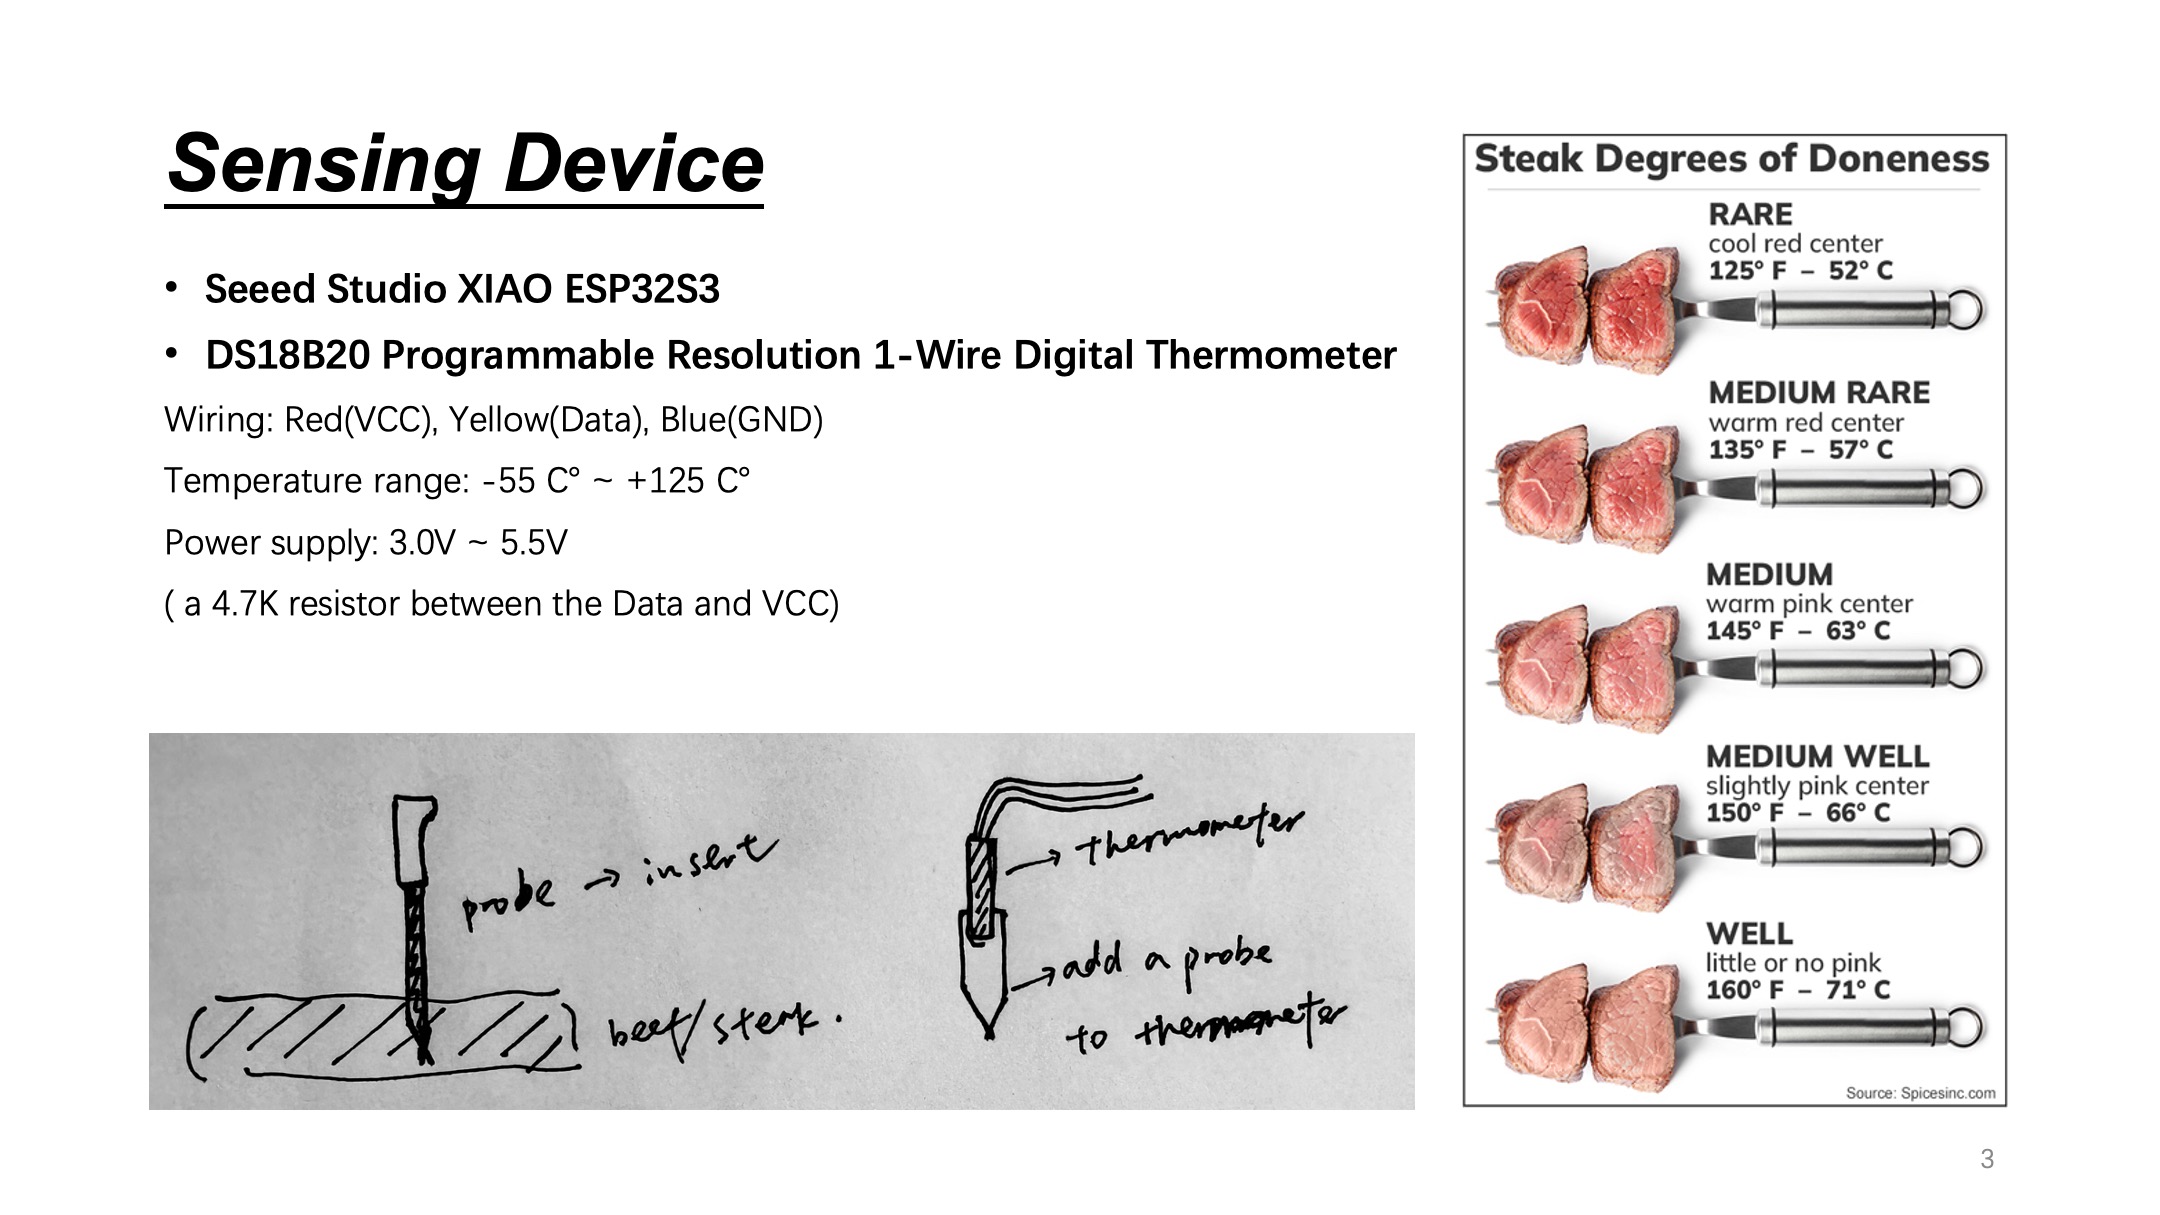 Sensing Device
• Seeed Studio XIAO ESP32S3
• DS18B20 Programmable Resolution 1-Wire Digital Thermometer
Wiring: Red(VCC), Yellow(Data), Blue(GND)
Temperature range: -55 C° ~ +125 C°
Power supply: 3.0V ~ 5.5V
( a 4.7K resistor between the Data and VCC)
probe → insert
beef/steak.
→ thermometer
→ add a probe
to thermometer
Steak Degrees of Doneness
RARE
cool red center
125° F – 52° C
MEDIUM RARE
warm red center
135° F – 57° C
MEDIUM
warm pink center
145° F – 63° C
MEDIUM WELL
slightly pink center
150° F – 66° C
WELL
little or no pink
160° F – 71° C
Source: Spicesinc.com
3